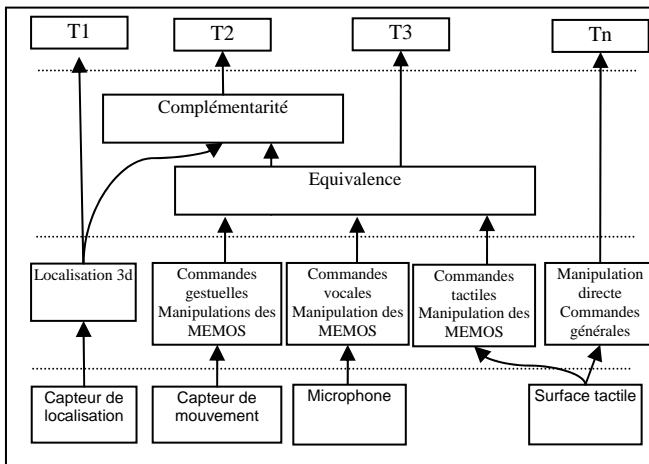 T1
T2
T3
Tn
Complémentarité
Equivalence
Localisation 3d
Commandes
gestuelles
Manipulations des
MEMOS
Commandes
vocales
Manipulation des
MEMOS
Commandes
tactiles
Manipulation des
MEMOS
Manipulation
directe
Commandes
générales
Capteur de
localisation
Capteur de
mouvement
Microphone
Surface tactile